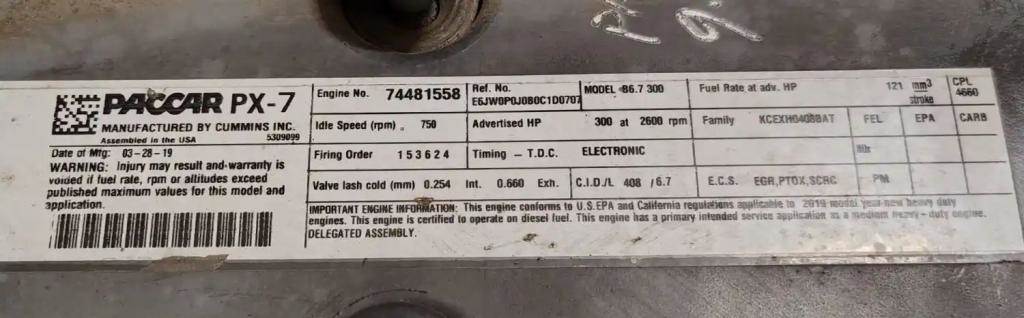 PACCAR PX-7
MANUFACTURED BY CUMMINS INC.
Assembled in the USA 5309099
Date of Mfg: 03-28-19
WARNING: Injury may result and warranty is
voided if fuel rate, rpm or altitudes exceed
published maximum values for this model and
application.
Engine No. 74481558
Ref. No.
E6JW0P0J0B0C1D0707
MODEL B6.7 300
Fuel Rate at adv. HP 121 mm3
stroke
CPL
4660
Idle Speed (rpm) 750
Advertised HP 300 at 2600 rpm
Family KCEXH0408BAT
FEL EPA CARB
Firing Order 1 5 3 6 2 4
Timing – T.D.C. ELECTRONIC
Valve lash cold (mm) 0.254 Int. 0.660 Exh.
C.I.D./L 408 /6.7
E.C.S. EGR,PTOX,SCRC
PM
IMPORTANT ENGINE INFORMATION: This engine conforms to U.S.EPA and California regulations applicable to 2019 model year new heavy duty
engines. This engine is certified to operate on diesel fuel. This engine has a primary intended service application as a medium heavy - duty engine.
DELEGATED ASSEMBLY.